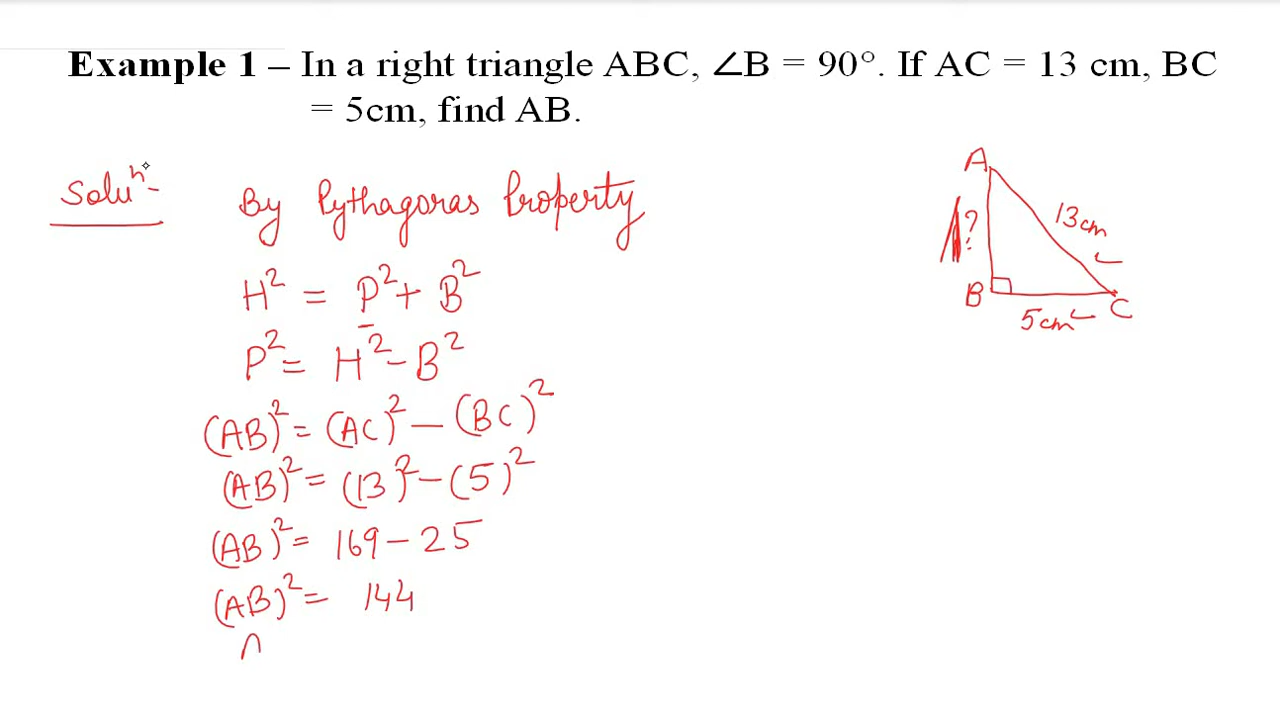 Example 1 – In a right triangle ABC, ∠B = 90°. If AC = 13 cm, BC
= 5cm, find AB.
Soluⁿ-
By Pythagoras Property
H² = P² + B²
P² = H² - B²
(AB)² = (AC)² - (BC)²
(AB)² = (13)² - (5)²
(AB)² = 169 - 25
(AB)² = 144
A
13cm
?
B
5cm
C